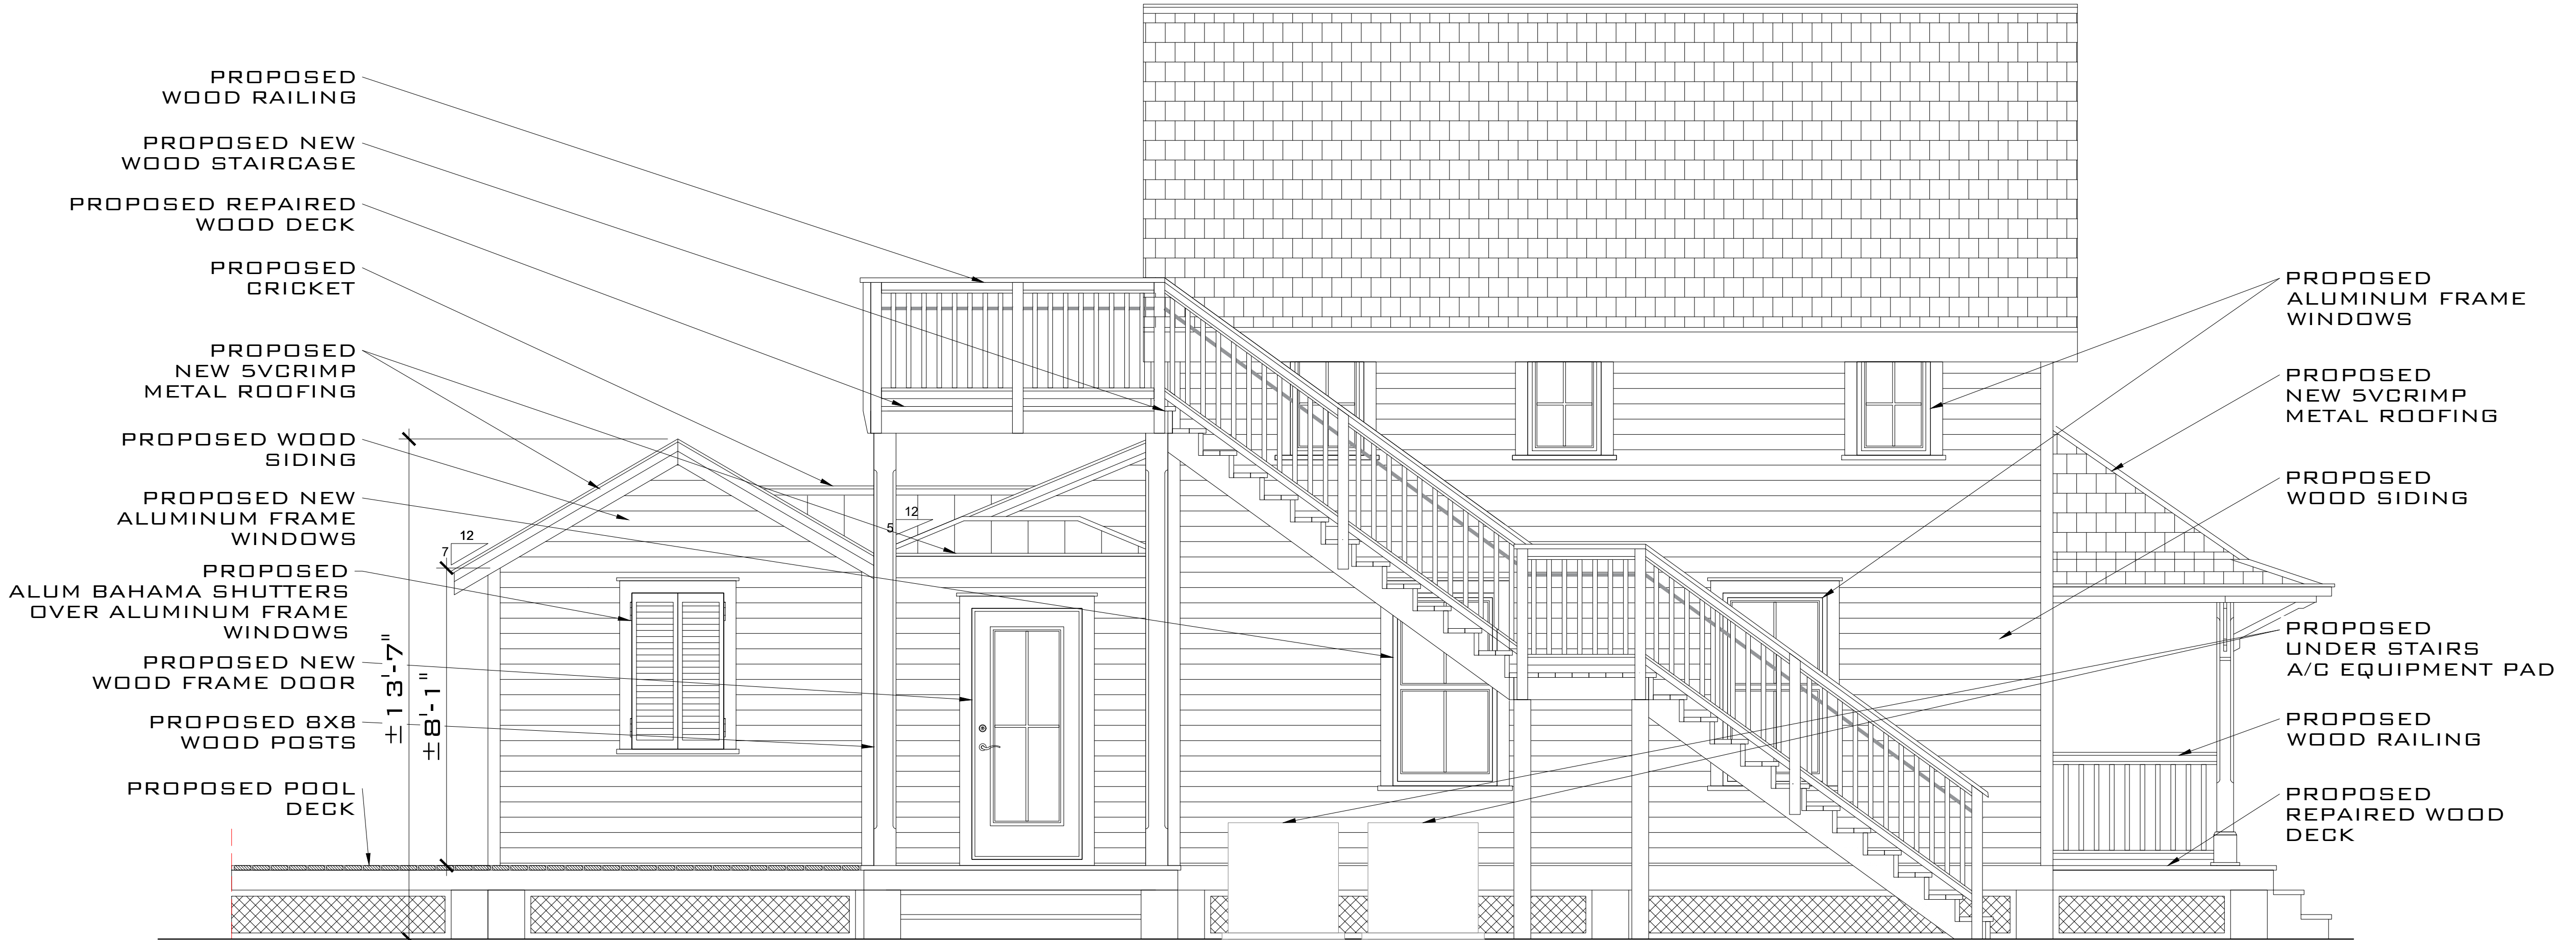 PROPOSED
WOOD RAILING
PROPOSED NEW
WOOD STAIRCASE
PROPOSED REPAIRED
WOOD DECK
PROPOSED
CRICKET
PROPOSED
NEW 5VCRIMP
METAL ROOFING
PROPOSED WOOD
SIDING
PROPOSED NEW
ALUMINUM FRAME
WINDOWS
PROPOSED
ALUM BAHAMA SHUTTERS
OVER ALUMINUM FRAME
WINDOWS
PROPOSED NEW
WOOD FRAME DOOR
PROPOSED 8X8
WOOD POSTS
PROPOSED POOL
DECK
±13'-7"
±8'-1"
12
7
12
5
PROPOSED
ALUMINUM FRAME
WINDOWS
PROPOSED
NEW 5VCRIMP
METAL ROOFING
PROPOSED
WOOD SIDING
PROPOSED
UNDER STAIRS
A/C EQUIPMENT PAD
PROPOSED
WOOD RAILING
PROPOSED
REPAIRED WOOD
DECK